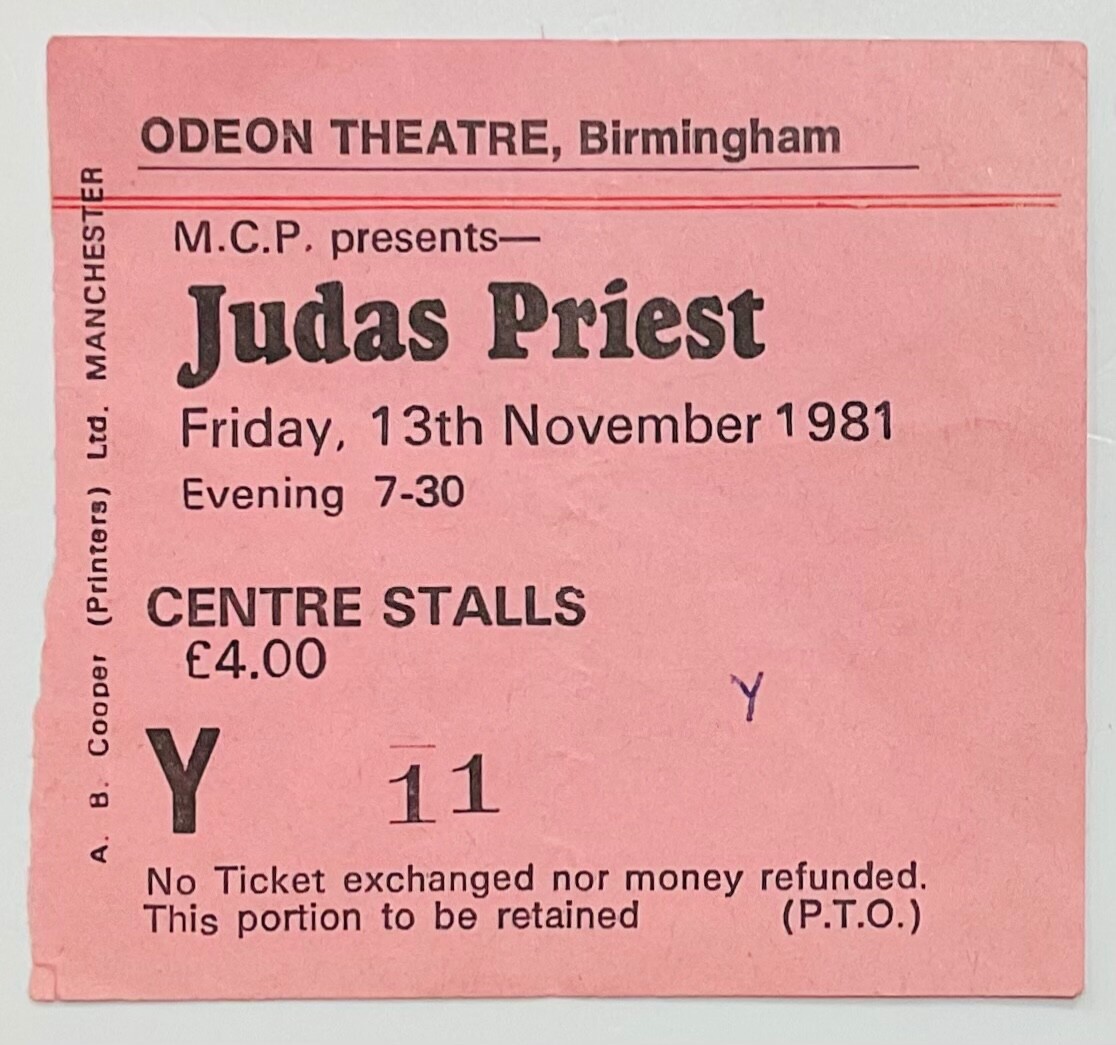 ODEON THEATRE, Birmingham
M.C.P. presents—
Judas Priest
Friday, 13th November 1981
Evening 7-30
CENTRE STALLS
£4.00
Y
Y 11
No Ticket exchanged nor money refunded.
This portion to be retained (P.T.O.)
A. B. Cooper (Printers) Ltd. MANCHESTER